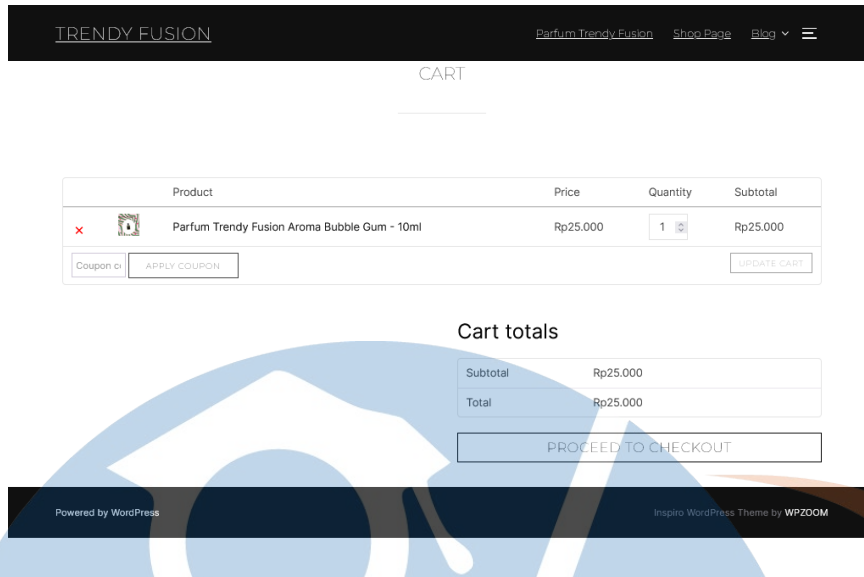 TRENDY FUSION Parfum Trendy Fusion Shop Page Blog
CART
Product Price Quantity Subtotal
× Parfum Trendy Fusion Aroma Bubble Gum - 10ml Rp25.000 1 Rp25.000
Coupon APPLY COUPON UPDATE CART
Cart totals
Subtotal Rp25.000
Total Rp25.000
PROCEED TO CHECKOUT
Powered by WordPress Inspiro WordPress Theme by WPZOOM